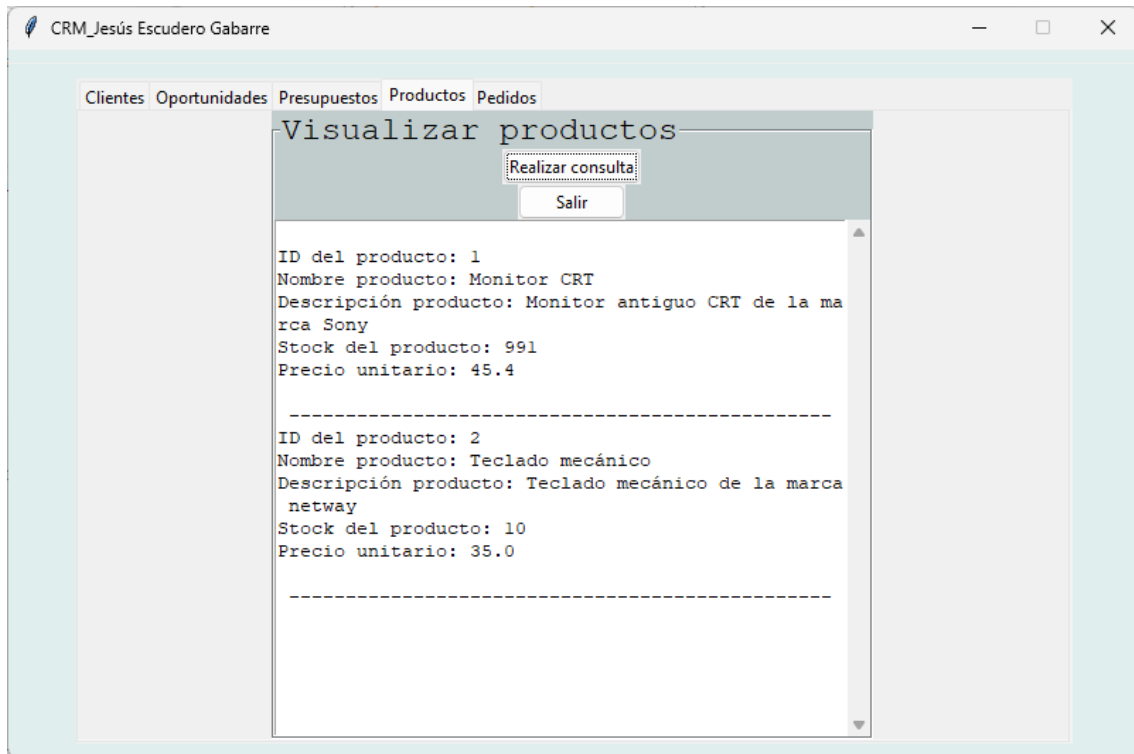 CRM_Jesús Escudero Gabarre
Clientes Oportunidades Presupuestos Productos Pedidos
Visualizar productos
Realizar consulta
Salir
ID del producto: 1
Nombre producto: Monitor CRT
Descripción producto: Monitor antiguo CRT de la ma
rca Sony
Stock del producto: 991
Precio unitario: 45.4
------------------------------------------------
ID del producto: 2
Nombre producto: Teclado mecánico
Descripción producto: Teclado mecánico de la marca
netway
Stock del producto: 10
Precio unitario: 35.0
------------------------------------------------